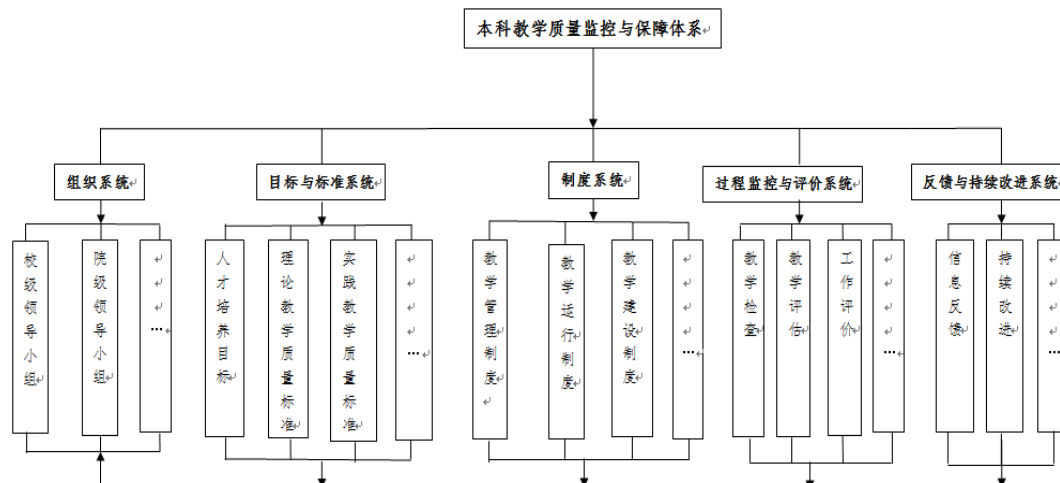 本科教学质量监控与保障体系
组织系统
目标与标准系统
制度系统
过程监控与评价系统
反馈与持续改进系统
校级领导小组
院级领导小组
…
人才培养目标
理论教学质量标准
实践教学质量标准
…
教学管理制度
教学运行制度
教学建设制度
…
教学检查
教学评估
工作评价
…
信息反馈
持续改进
…